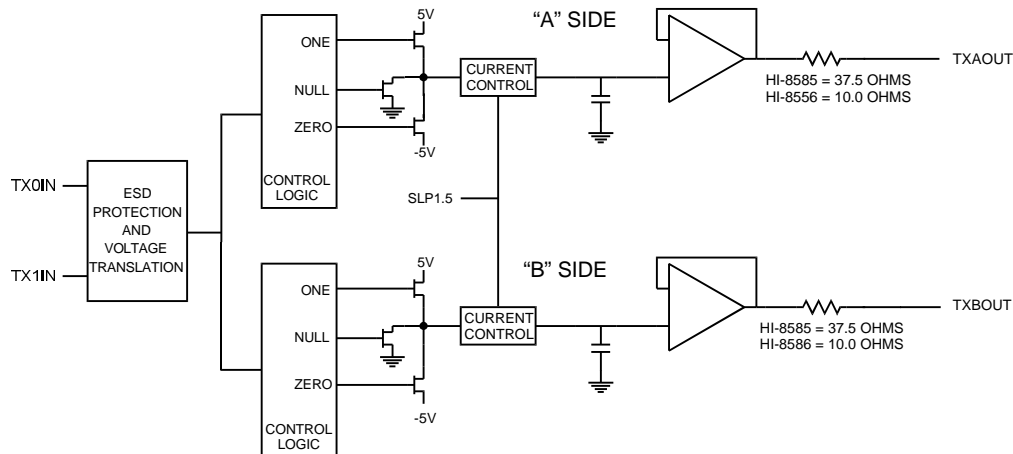 5V
“A” SIDE
ONE
NULL
ZERO
-5V
CONTROL
LOGIC
CURRENT
CONTROL
TXAOUT
HI-8585 = 37.5 OHMS
HI-8556 = 10.0 OHMS
TX0IN
TX1IN
ESD
PROTECTION
AND
VOLTAGE
TRANSLATION
SLP1.5
5V
“B” SIDE
ONE
NULL
ZERO
-5V
CONTROL
LOGIC
CURRENT
CONTROL
TXBOUT
HI-8585 = 37.5 OHMS
HI-8586 = 10.0 OHMS